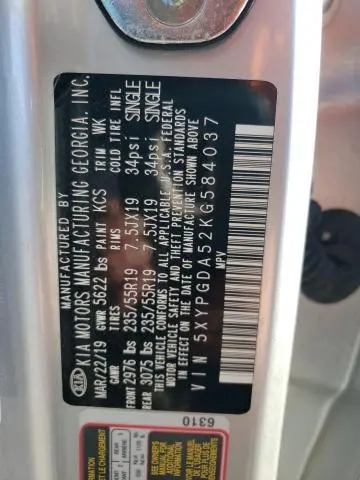 MANUFACTURED BY
KIA KIA MOTORS MANUFACTURING GEORGIA, INC.
MAR/22/19 GVWR 5622 lbs PAINT KCS TRIM WK
GAWR TIRES RIMS COLD TIRE INFL
FRONT 2976 lbs 235/55R19 7.5JX19 34psi SINGLE
REAR 3075 lbs 235/55R19 7.5JX19 34psi SINGLE
THIS VEHICLE CONFORMS TO ALL APPLICABLE U.S.A. FEDERAL
MOTOR VEHICLE SAFETY AND THEFT PREVENTION STANDARDS
IN EFFECT ON THE DATE OF MANUFACTURE SHOWN ABOVE
VIN 5XYPGDA52KG584037
MPV
6310